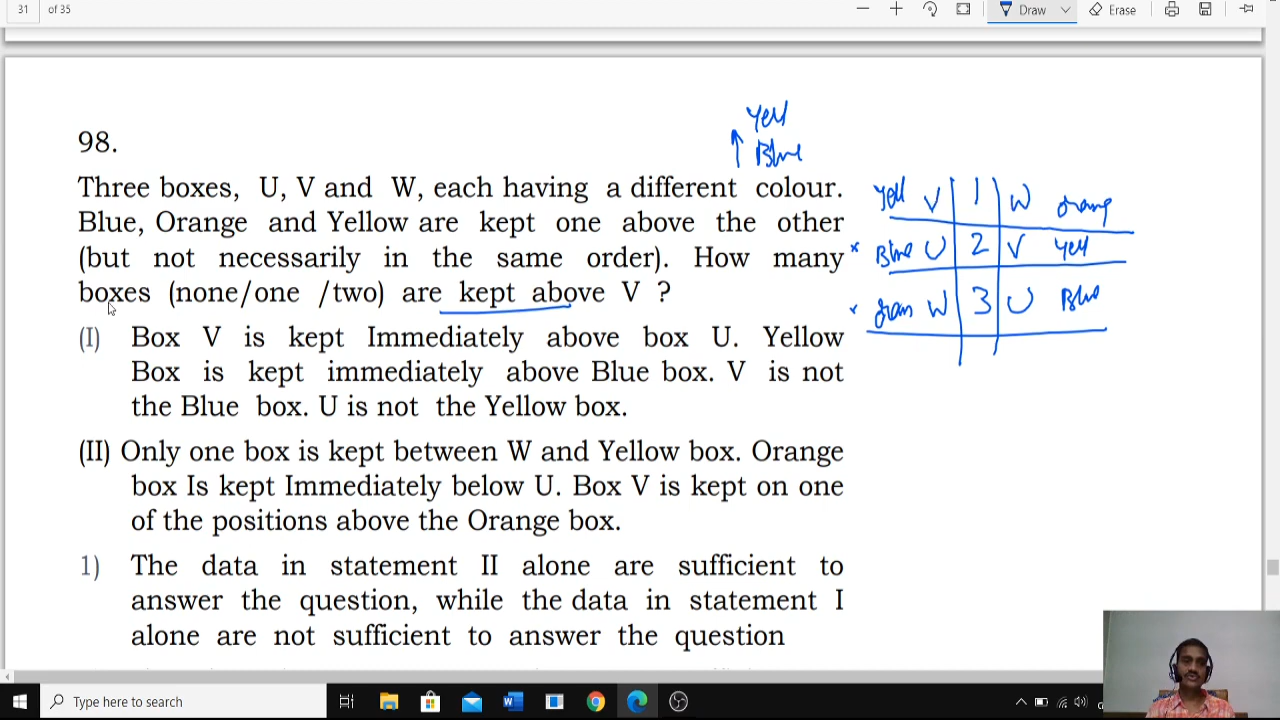 31 of 35
Draw
Erase
98.
Three boxes, U, V and W, each having a different colour.
Blue, Orange and Yellow are kept one above the other
(but not necessarily in the same order). How many
boxes (none/one /two) are kept above V ?
(I) Box V is kept Immediately above box U. Yellow
Box is kept immediately above Blue box. V is not
the Blue box. U is not the Yellow box.
(II) Only one box is kept between W and Yellow box. Orange
box Is kept Immediately below U. Box V is kept on one
of the positions above the Orange box.
1) The data in statement II alone are sufficient to
answer the question, while the data in statement I
alone are not sufficient to answer the question
Yell
Blue
Yell V 1 W orang
Blue U 2 V Yell
W 3 U Blue
Type here to search